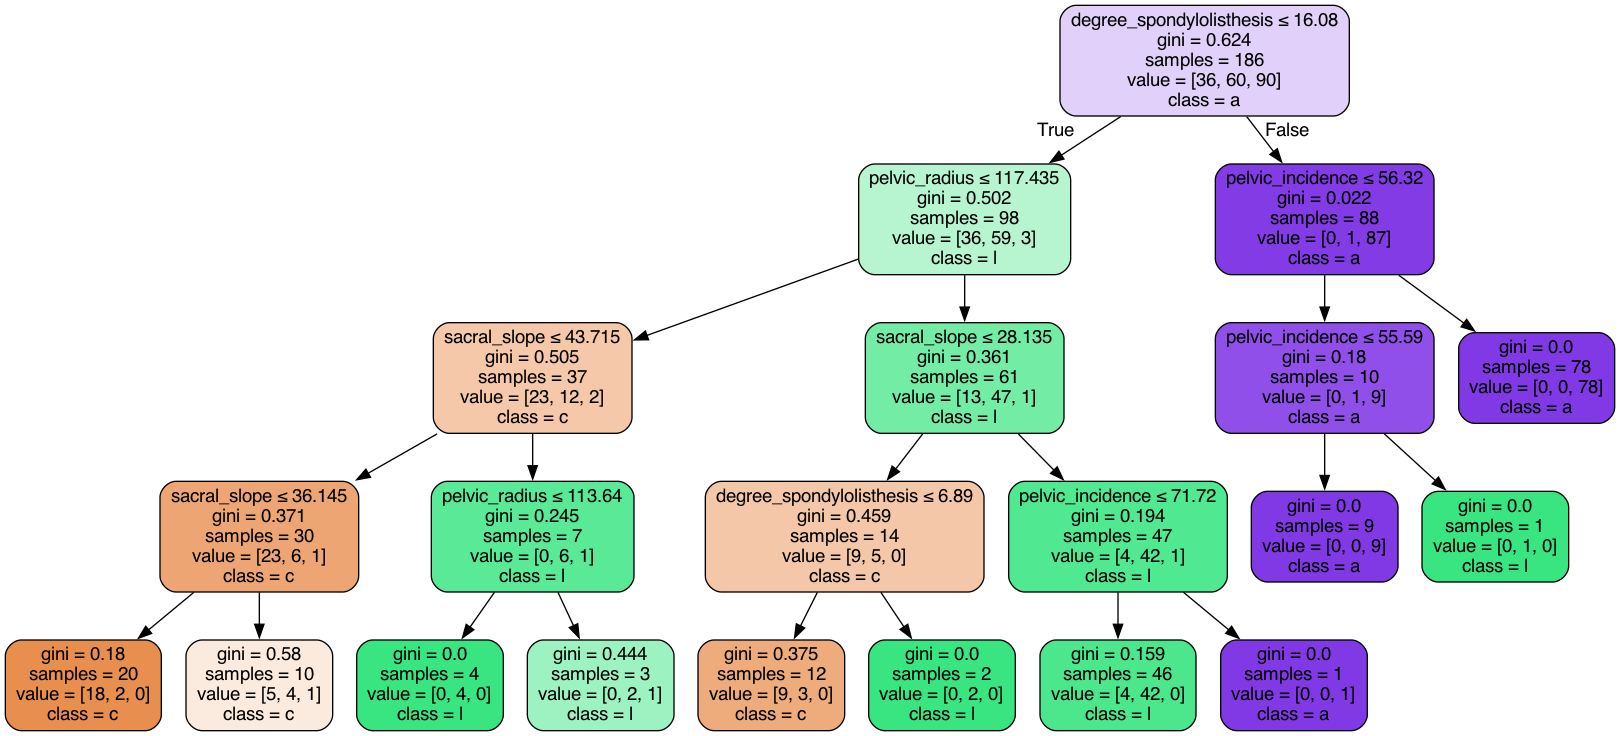 degree_spondylolisthesis ≤ 16.08
gini = 0.624
samples = 186
value = [36, 60, 90]
class = a
True
False
pelvic_radius ≤ 117.435
gini = 0.502
samples = 98
value = [36, 59, 3]
class = l
pelvic_incidence ≤ 56.32
gini = 0.022
samples = 88
value = [0, 1, 87]
class = a
sacral_slope ≤ 43.715
gini = 0.505
samples = 37
value = [23, 12, 2]
class = c
sacral_slope ≤ 28.135
gini = 0.361
samples = 61
value = [13, 47, 1]
class = l
pelvic_incidence ≤ 55.59
gini = 0.18
samples = 10
value = [0, 1, 9]
class = a
gini = 0.0
samples = 78
value = [0, 0, 78]
class = a
sacral_slope ≤ 36.145
gini = 0.371
samples = 30
value = [23, 6, 1]
class = c
pelvic_radius ≤ 113.64
gini = 0.245
samples = 7
value = [0, 6, 1]
class = l
degree_spondylolisthesis ≤ 6.89
gini = 0.459
samples = 14
value = [9, 5, 0]
class = c
pelvic_incidence ≤ 71.72
gini = 0.194
samples = 47
value = [4, 42, 1]
class = l
gini = 0.0
samples = 9
value = [0, 0, 9]
class = a
gini = 0.0
samples = 1
value = [0, 1, 0]
class = l
gini = 0.18
samples = 20
value = [18, 2, 0]
class = c
gini = 0.58
samples = 10
value = [5, 4, 1]
class = c
gini = 0.0
samples = 4
value = [0, 4, 0]
class = l
gini = 0.444
samples = 3
value = [0, 2, 1]
class = l
gini = 0.375
samples = 12
value = [9, 3, 0]
class = c
gini = 0.0
samples = 2
value = [0, 2, 0]
class = l
gini = 0.159
samples = 46
value = [4, 42, 0]
class = l
gini = 0.0
samples = 1
value = [0, 0, 1]
class = a